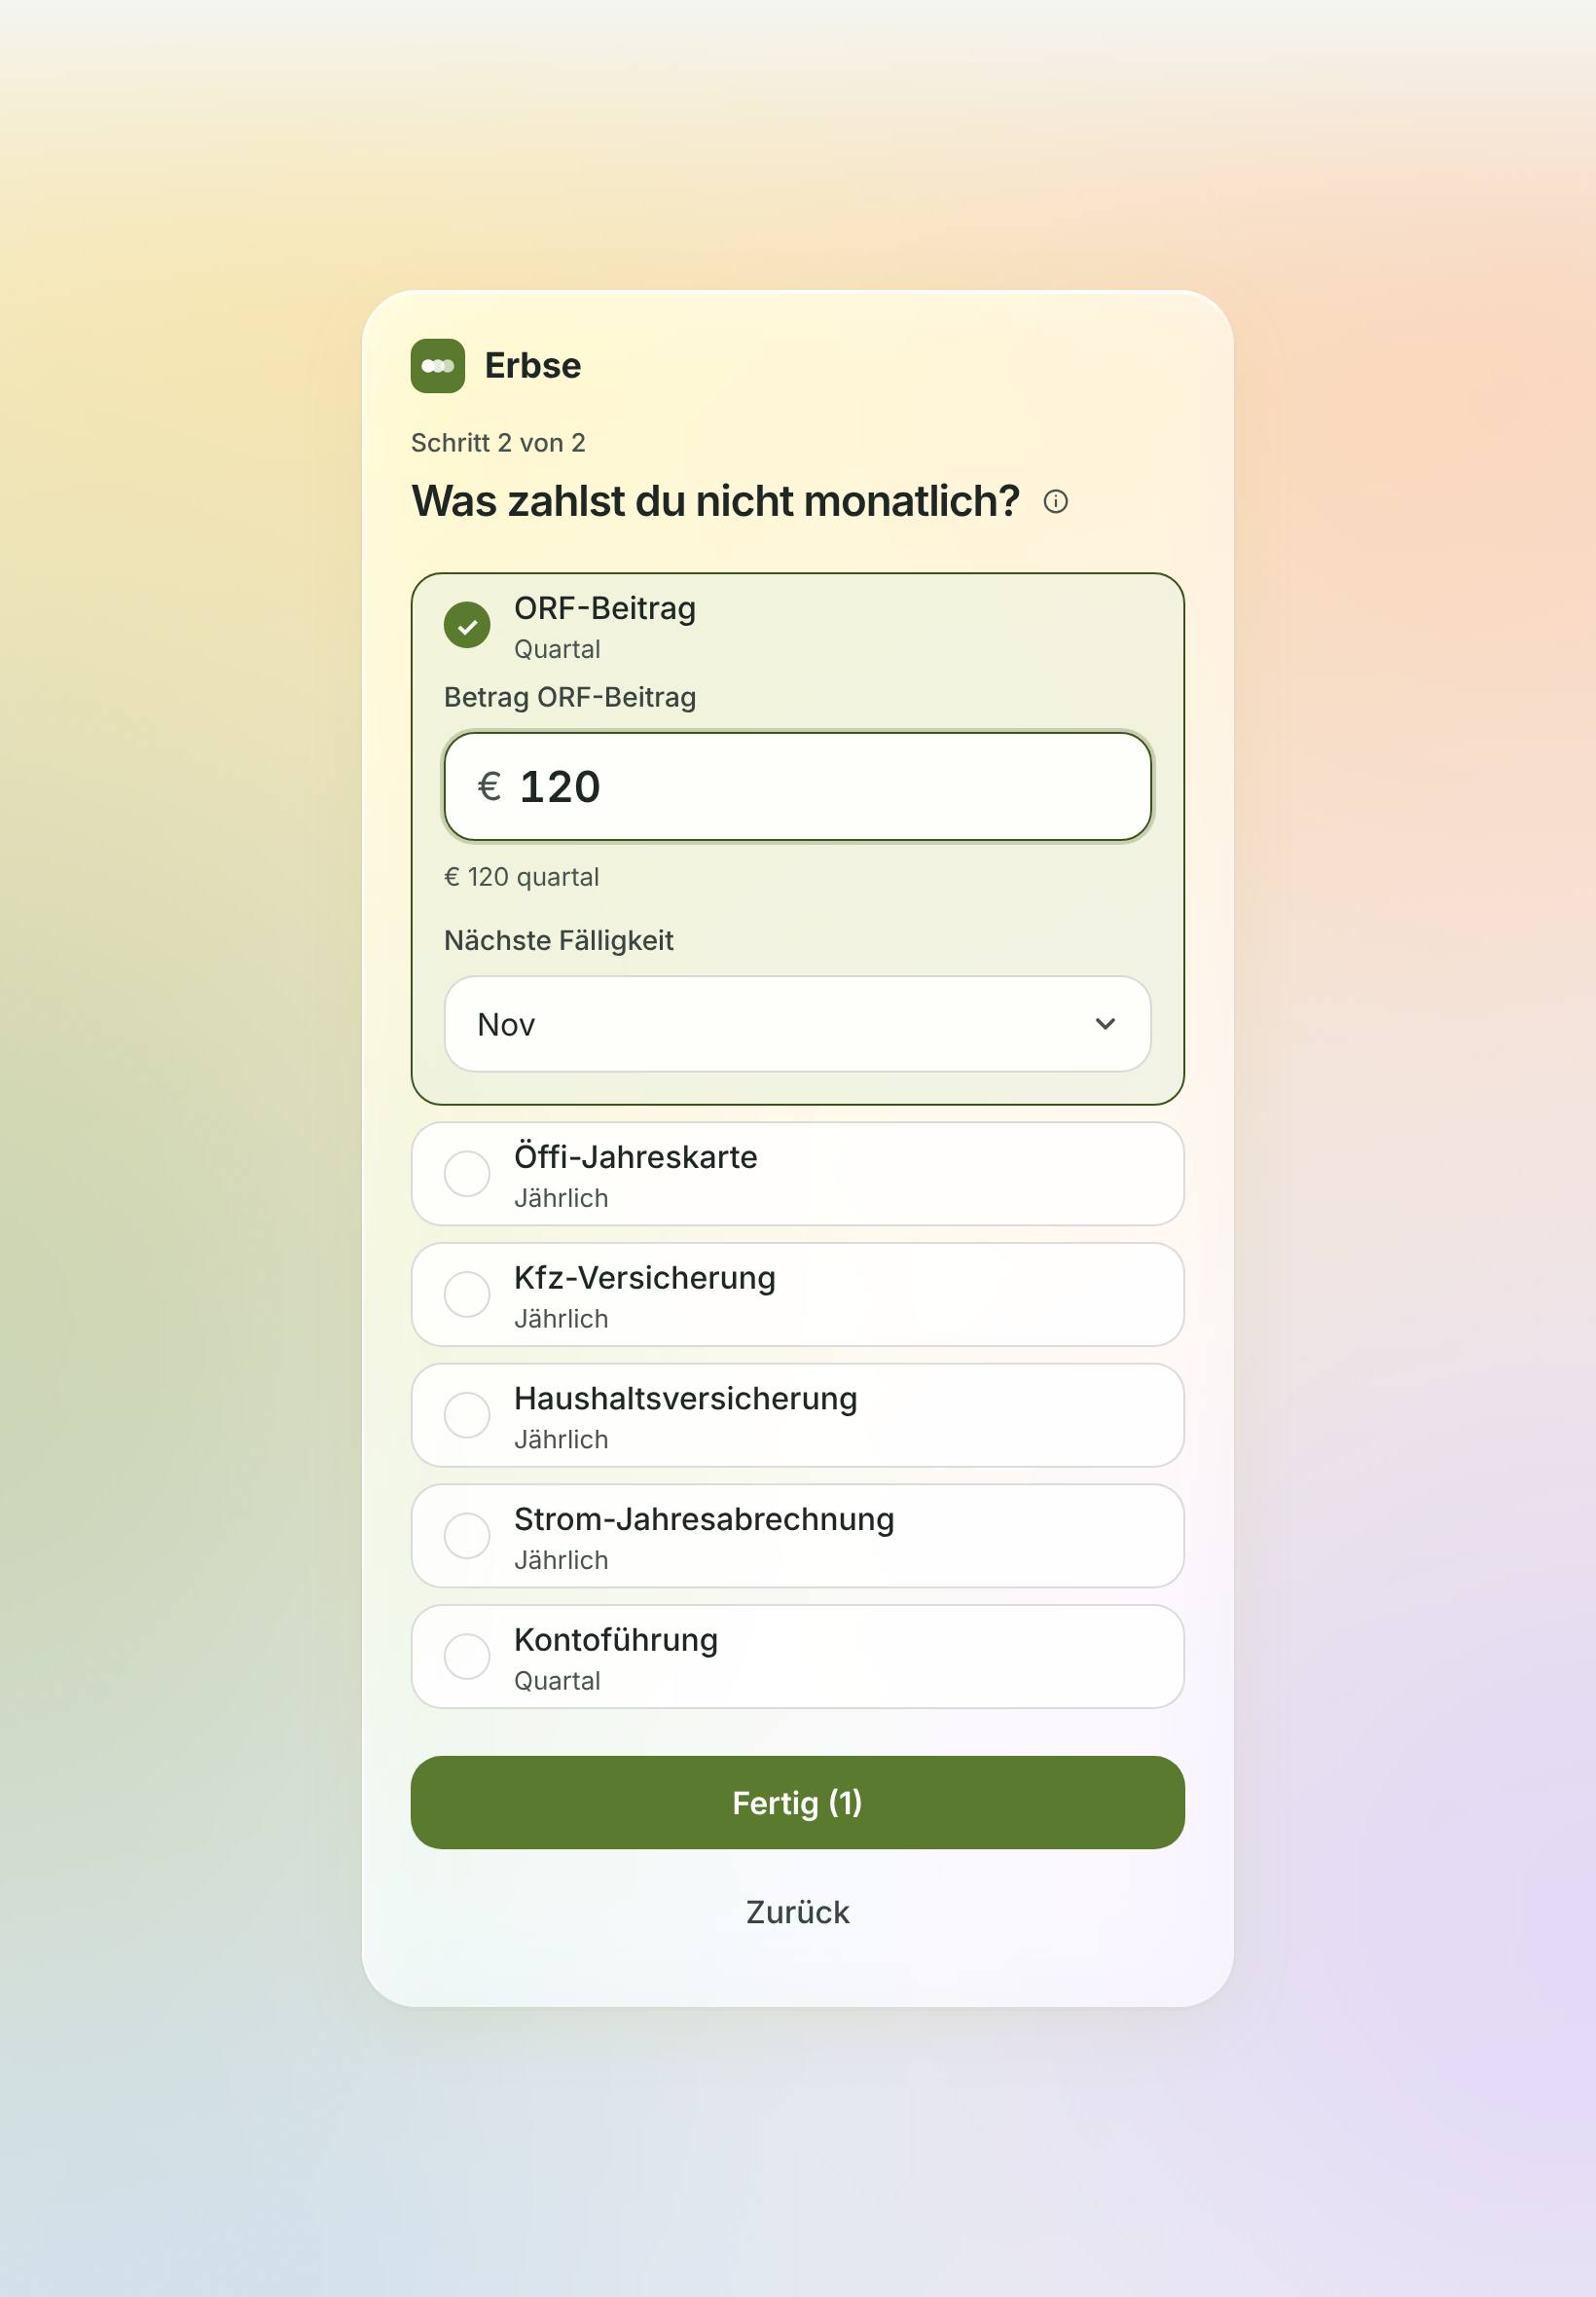 Erbse
Schritt 2 von 2
Was zahlst du nicht monatlich?
ORF-Beitrag
Quartal
Betrag ORF-Beitrag
€ 120
€ 120 quartal
Nächste Fälligkeit
Nov
Öffi-Jahreskarte
Jährlich
Kfz-Versicherung
Jährlich
Haushaltsversicherung
Jährlich
Strom-Jahresabrechnung
Jährlich
Kontoführung
Quartal
Fertig (1)
Zurück